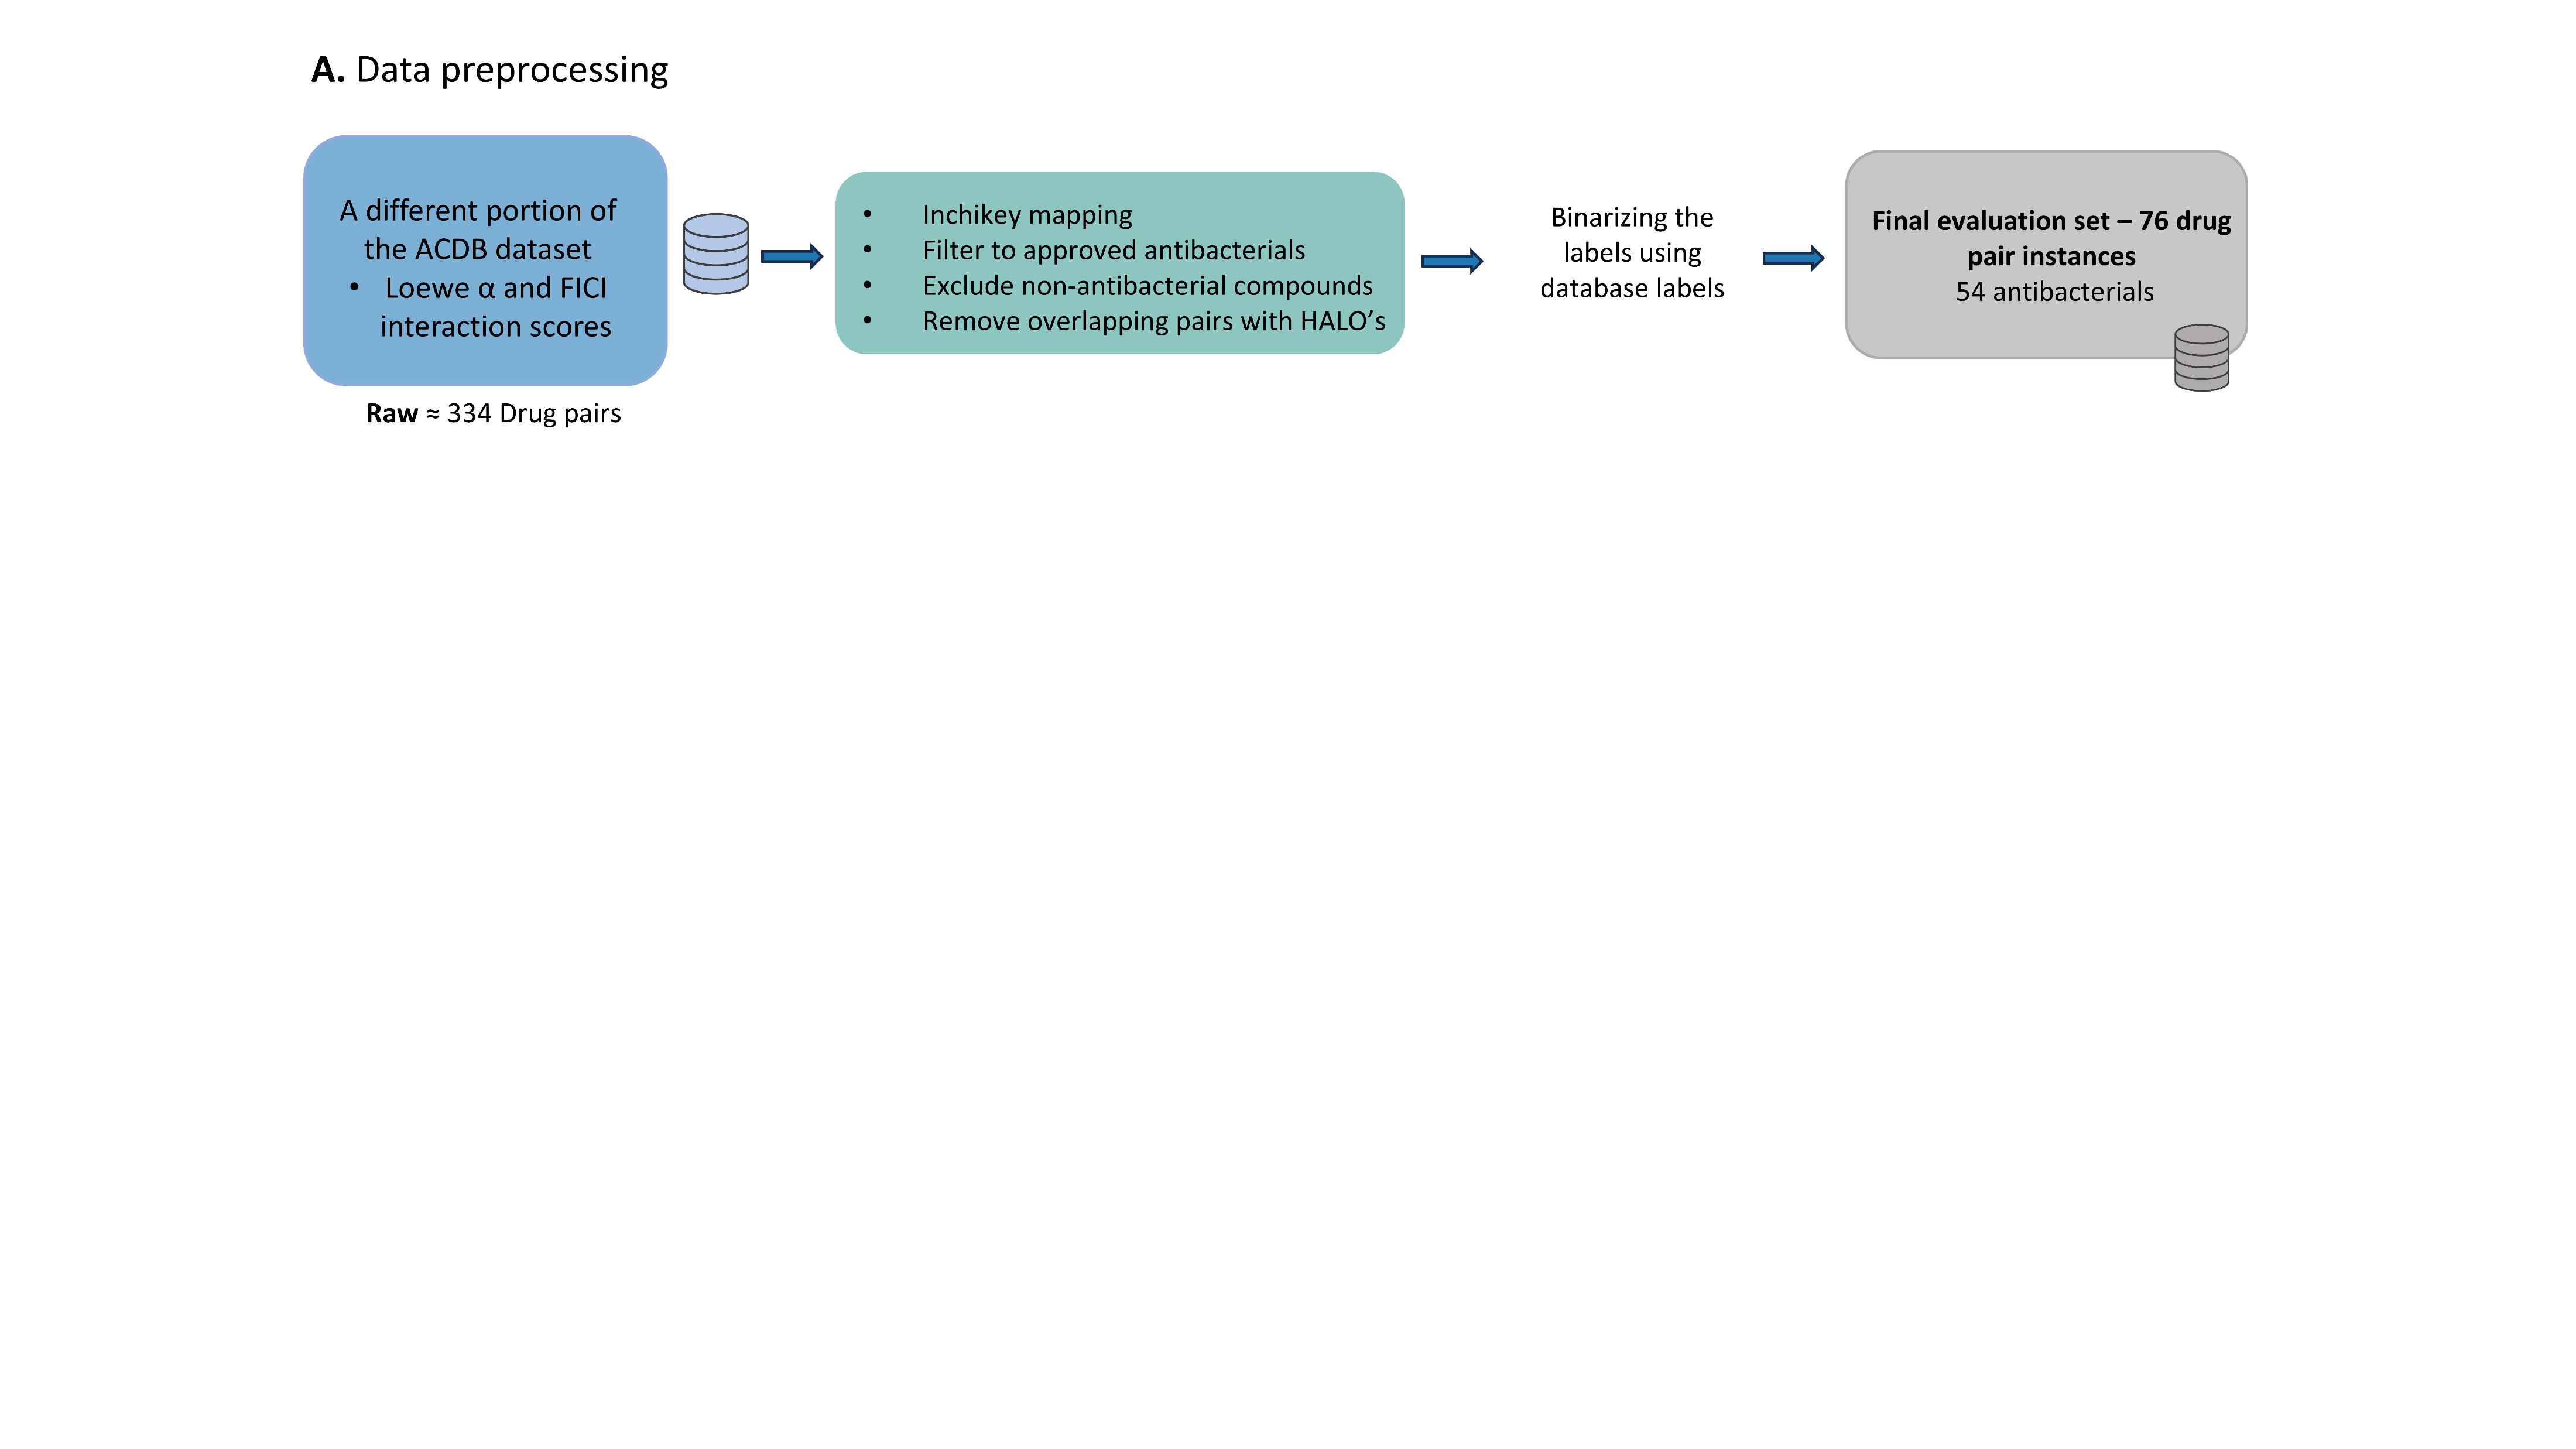 A. Data preprocessing
A different portion of
the ACDB dataset
• Loewe α and FICI
interaction scores
Raw ≈ 334 Drug pairs
• Inchikey mapping
• Filter to approved antibacterials
• Exclude non-antibacterial compounds
• Remove overlapping pairs with HALO’s
Binarizing the
labels using
database labels
Final evaluation set – 76 drug
pair instances
54 antibacterials